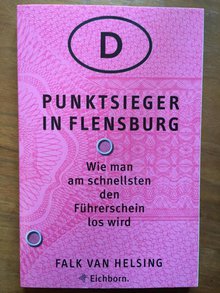 D
PUNKTSIEGER
IN FLENSBURG
Wie man
am schnellsten
den
Führerschein
los wird
FALK VAN HELSING
Eichborn.